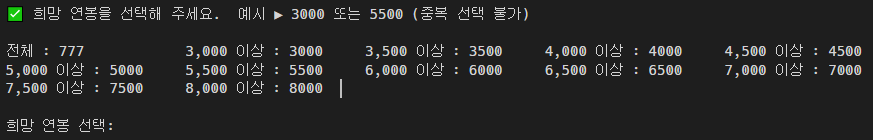 ✅ 희망 연봉을 선택해 주세요. 예시 ▶ 3000 또는 5500 (중복 선택 불가)
전체 : 777 3,000 이상 : 3000 3,500 이상 : 3500 4,000 이상 : 4000 4,500 이상 : 4500
5,000 이상 : 5000 5,500 이상 : 5500 6,000 이상 : 6000 6,500 이상 : 6500 7,000 이상 : 7000
7,500 이상 : 7500 8,000 이상 : 8000
희망 연봉 선택: